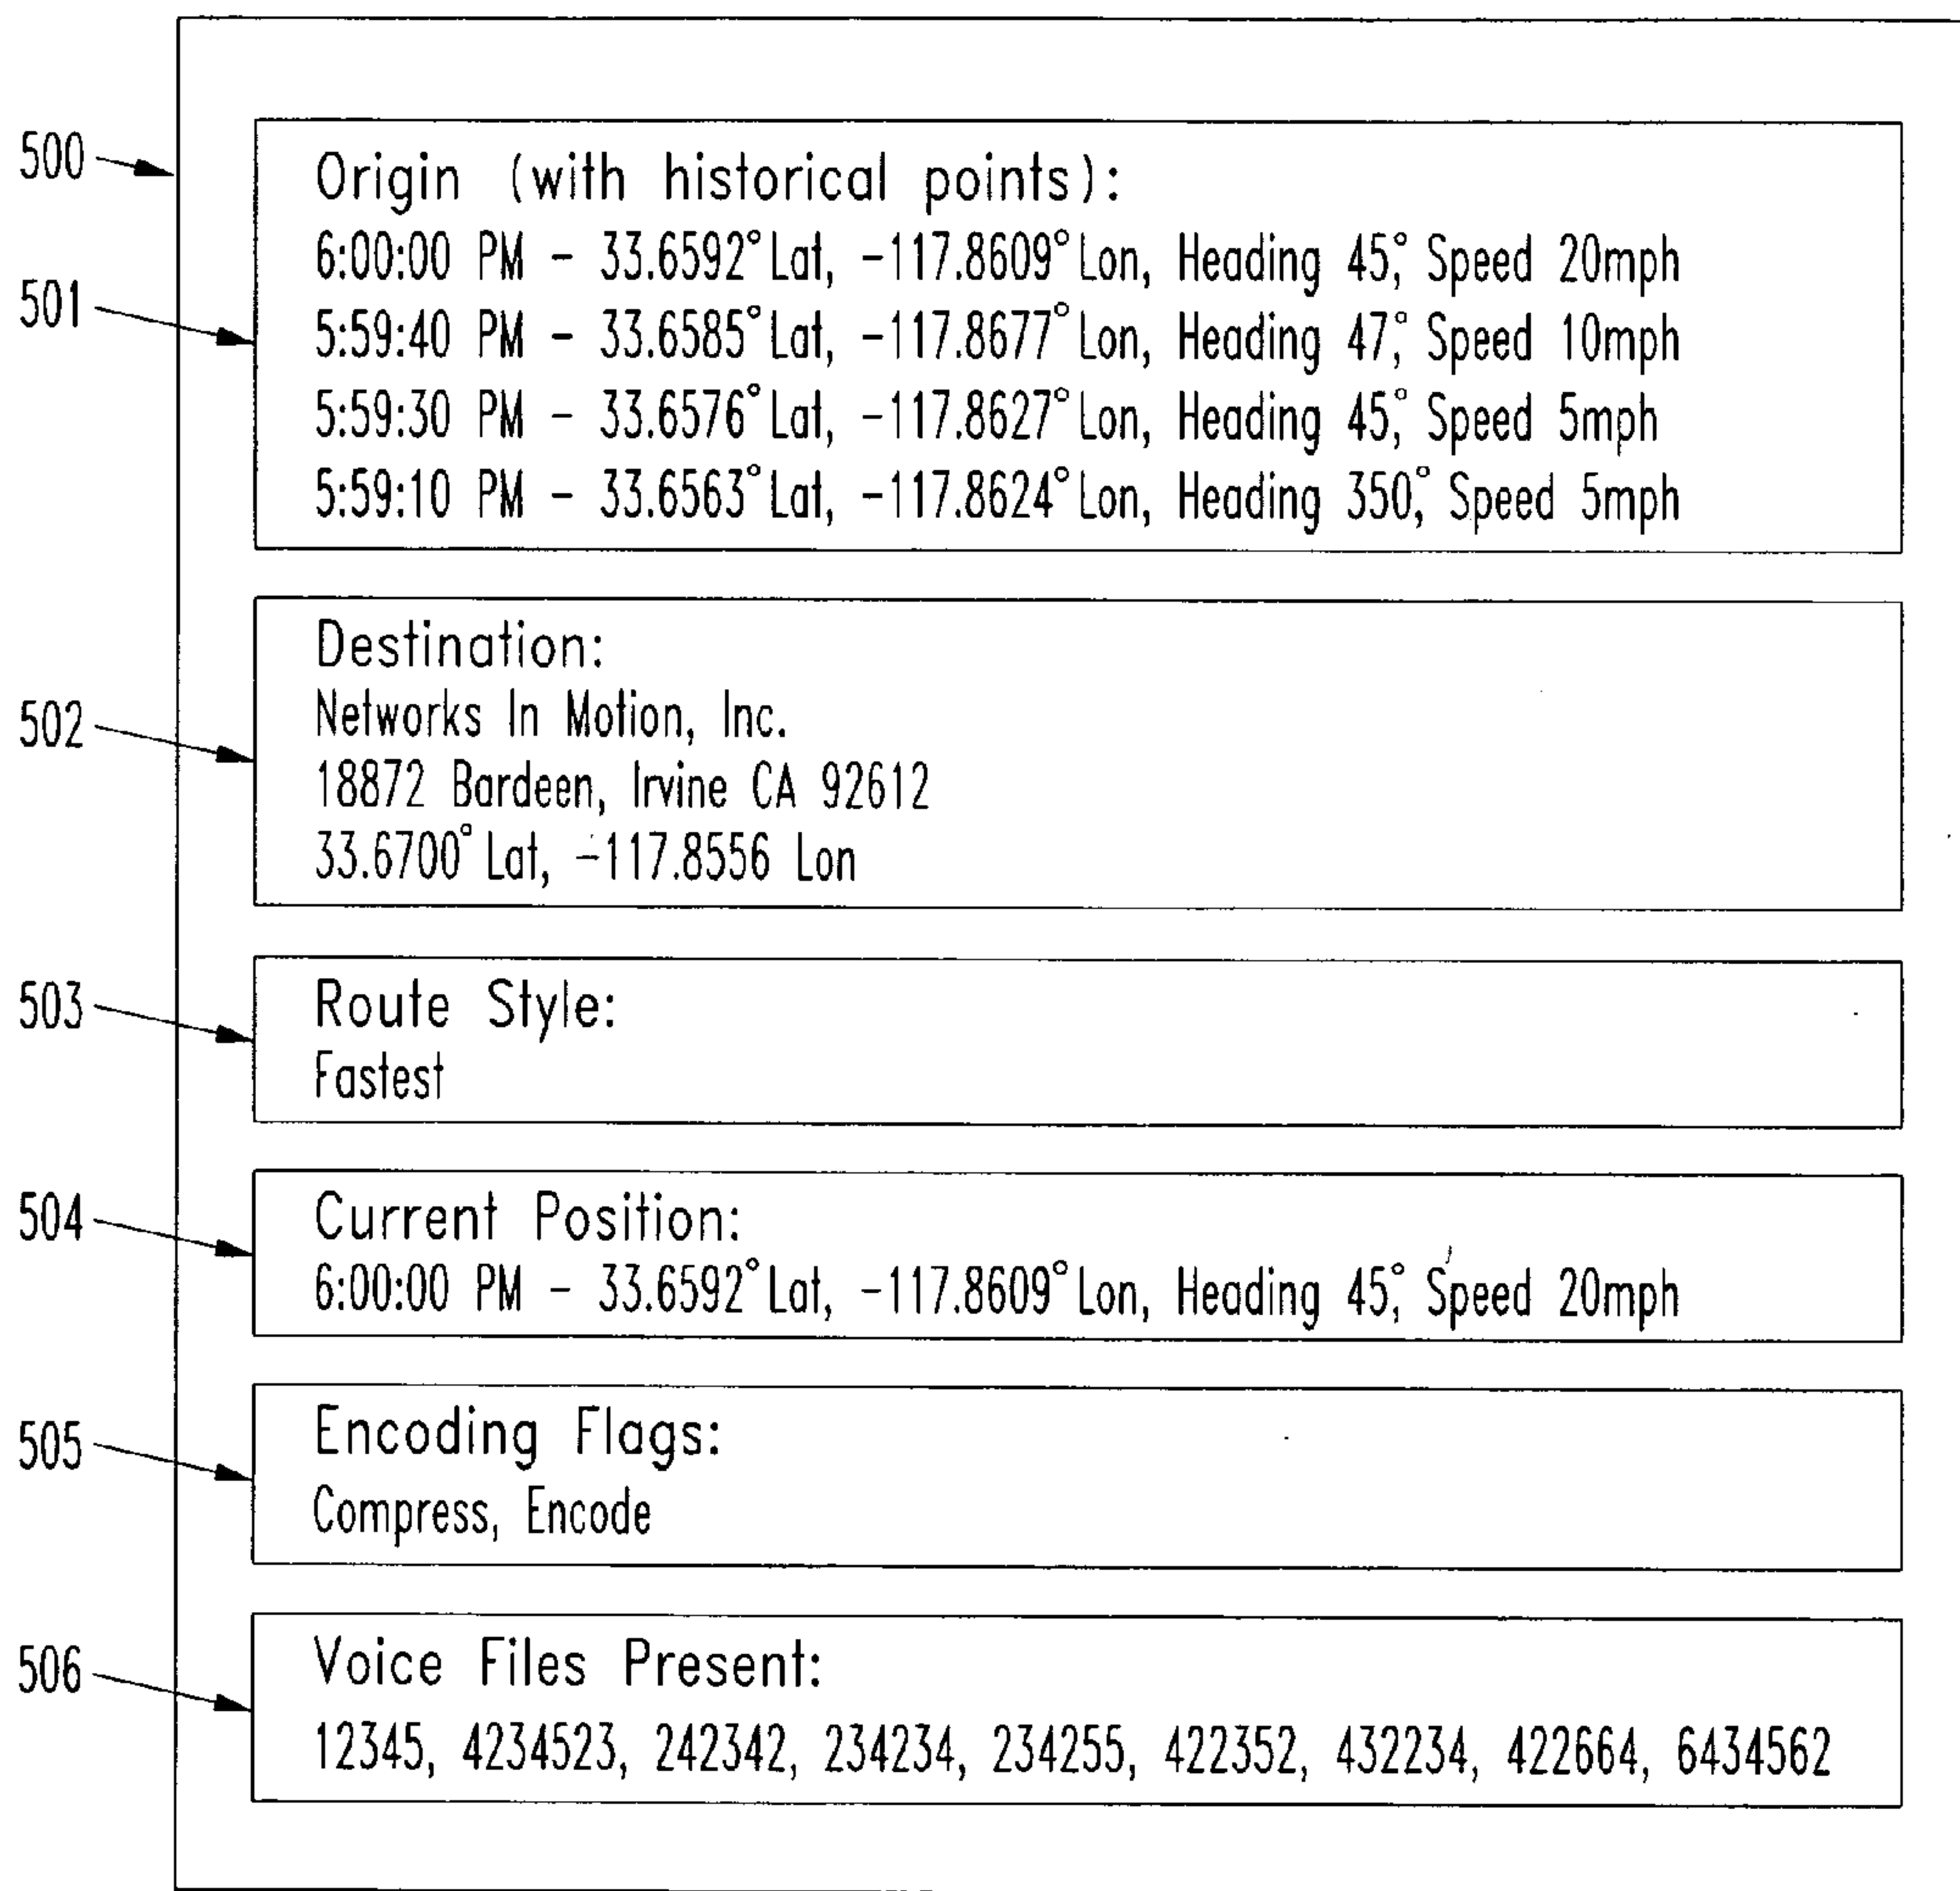 500
Origin (with historical points):
6:00:00 PM - 33.6592° Lat, -117.8609° Lon, Heading 45°, Speed 20mph
501
5:59:40 PM - 33.6585° Lat, -117.8677° Lon, Heading 47°, Speed 10mph
5:59:30 PM - 33.6576° Lat, -117.8627° Lon, Heading 45°, Speed 5mph
5:59:10 PM - 33.6563° Lat, -117.8624° Lon, Heading 350°, Speed 5mph
Destination:
Networks In Motion, Inc.
502
18872 Bardeen, Irvine CA 92612
33.6700° Lat, -117.8556 Lon
503
Route Style:
Fastest
504
Current Position:
6:00:00 PM - 33.6592° Lat, -117.8609° Lon, Heading 45°, Speed 20mph
505
Encoding Flags:
Compress, Encode
506
Voice Files Present:
12345, 4234523, 242342, 234234, 234255, 422352, 432234, 422664, 6434562